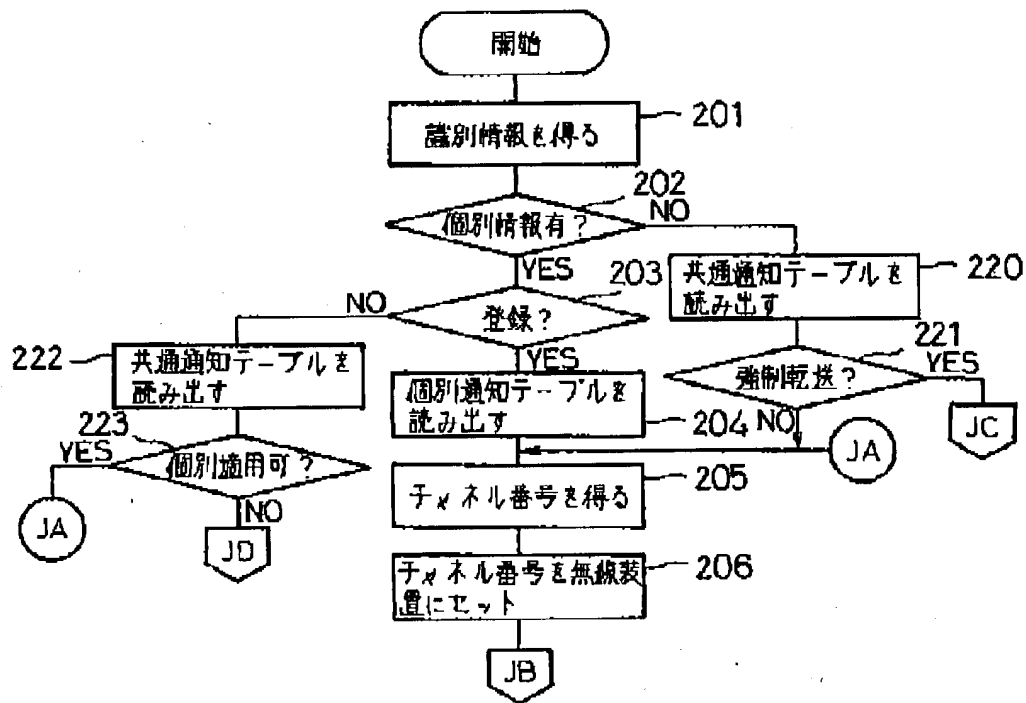 開始
識別情報を得る
201
個別情報有？
202
NO
YES
共通通知テーブルを
読み出す
220
登録？
203
NO
YES
222
共通通知テーブルを
読み出す
個別通知テーブルを
読み出す
204
強制転送？
221
YES
NO
JC
JA
223
YES
個別適用可？
NO
JA
JD
チャネル番号を得る
205
チャネル番号を無線装
置にセット
206
JB